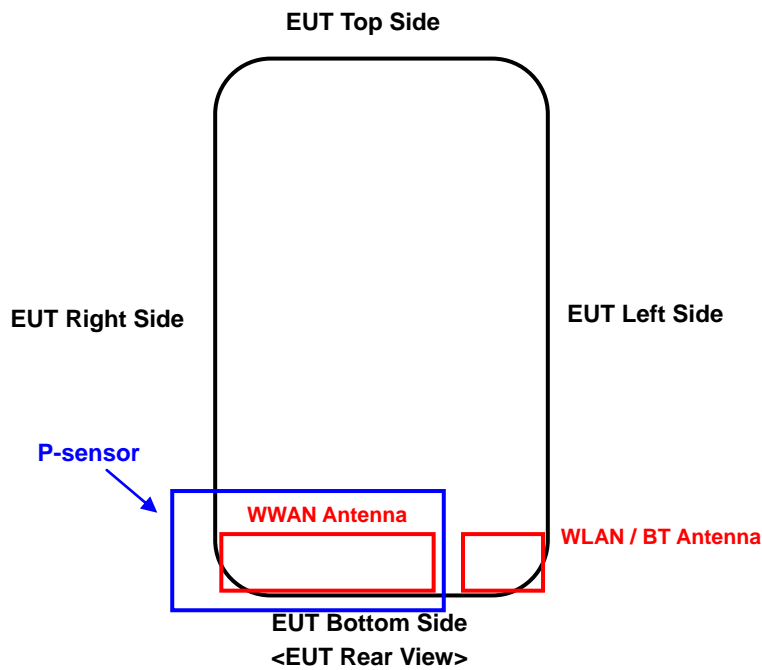 EUT Top Side
EUT Right Side
EUT Left Side
P-sensor
WWAN Antenna
WLAN / BT Antenna
EUT Bottom Side
<EUT Rear View>